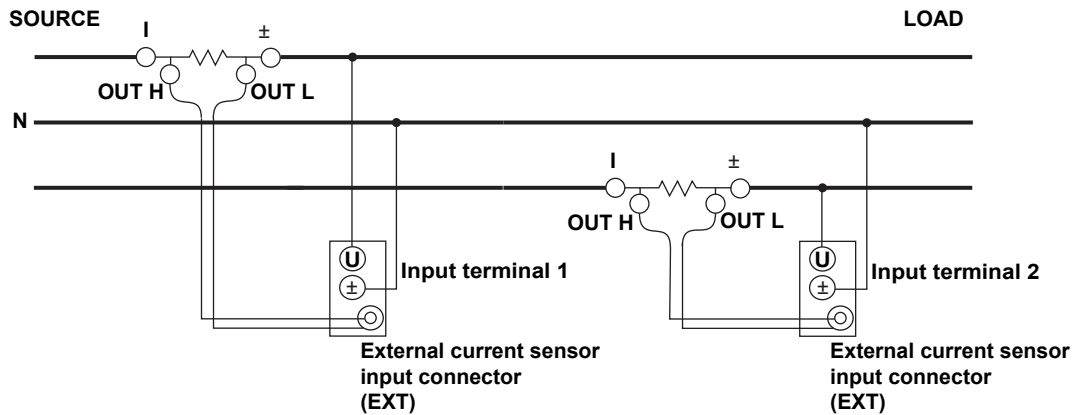 SOURCE
LOAD
I
±
OUT H
OUT L
N
I
±
OUT H
OUT L
U
±
Input terminal 1
U
±
Input terminal 2
External current sensor
input connector
(EXT)
External current sensor
input connector
(EXT)